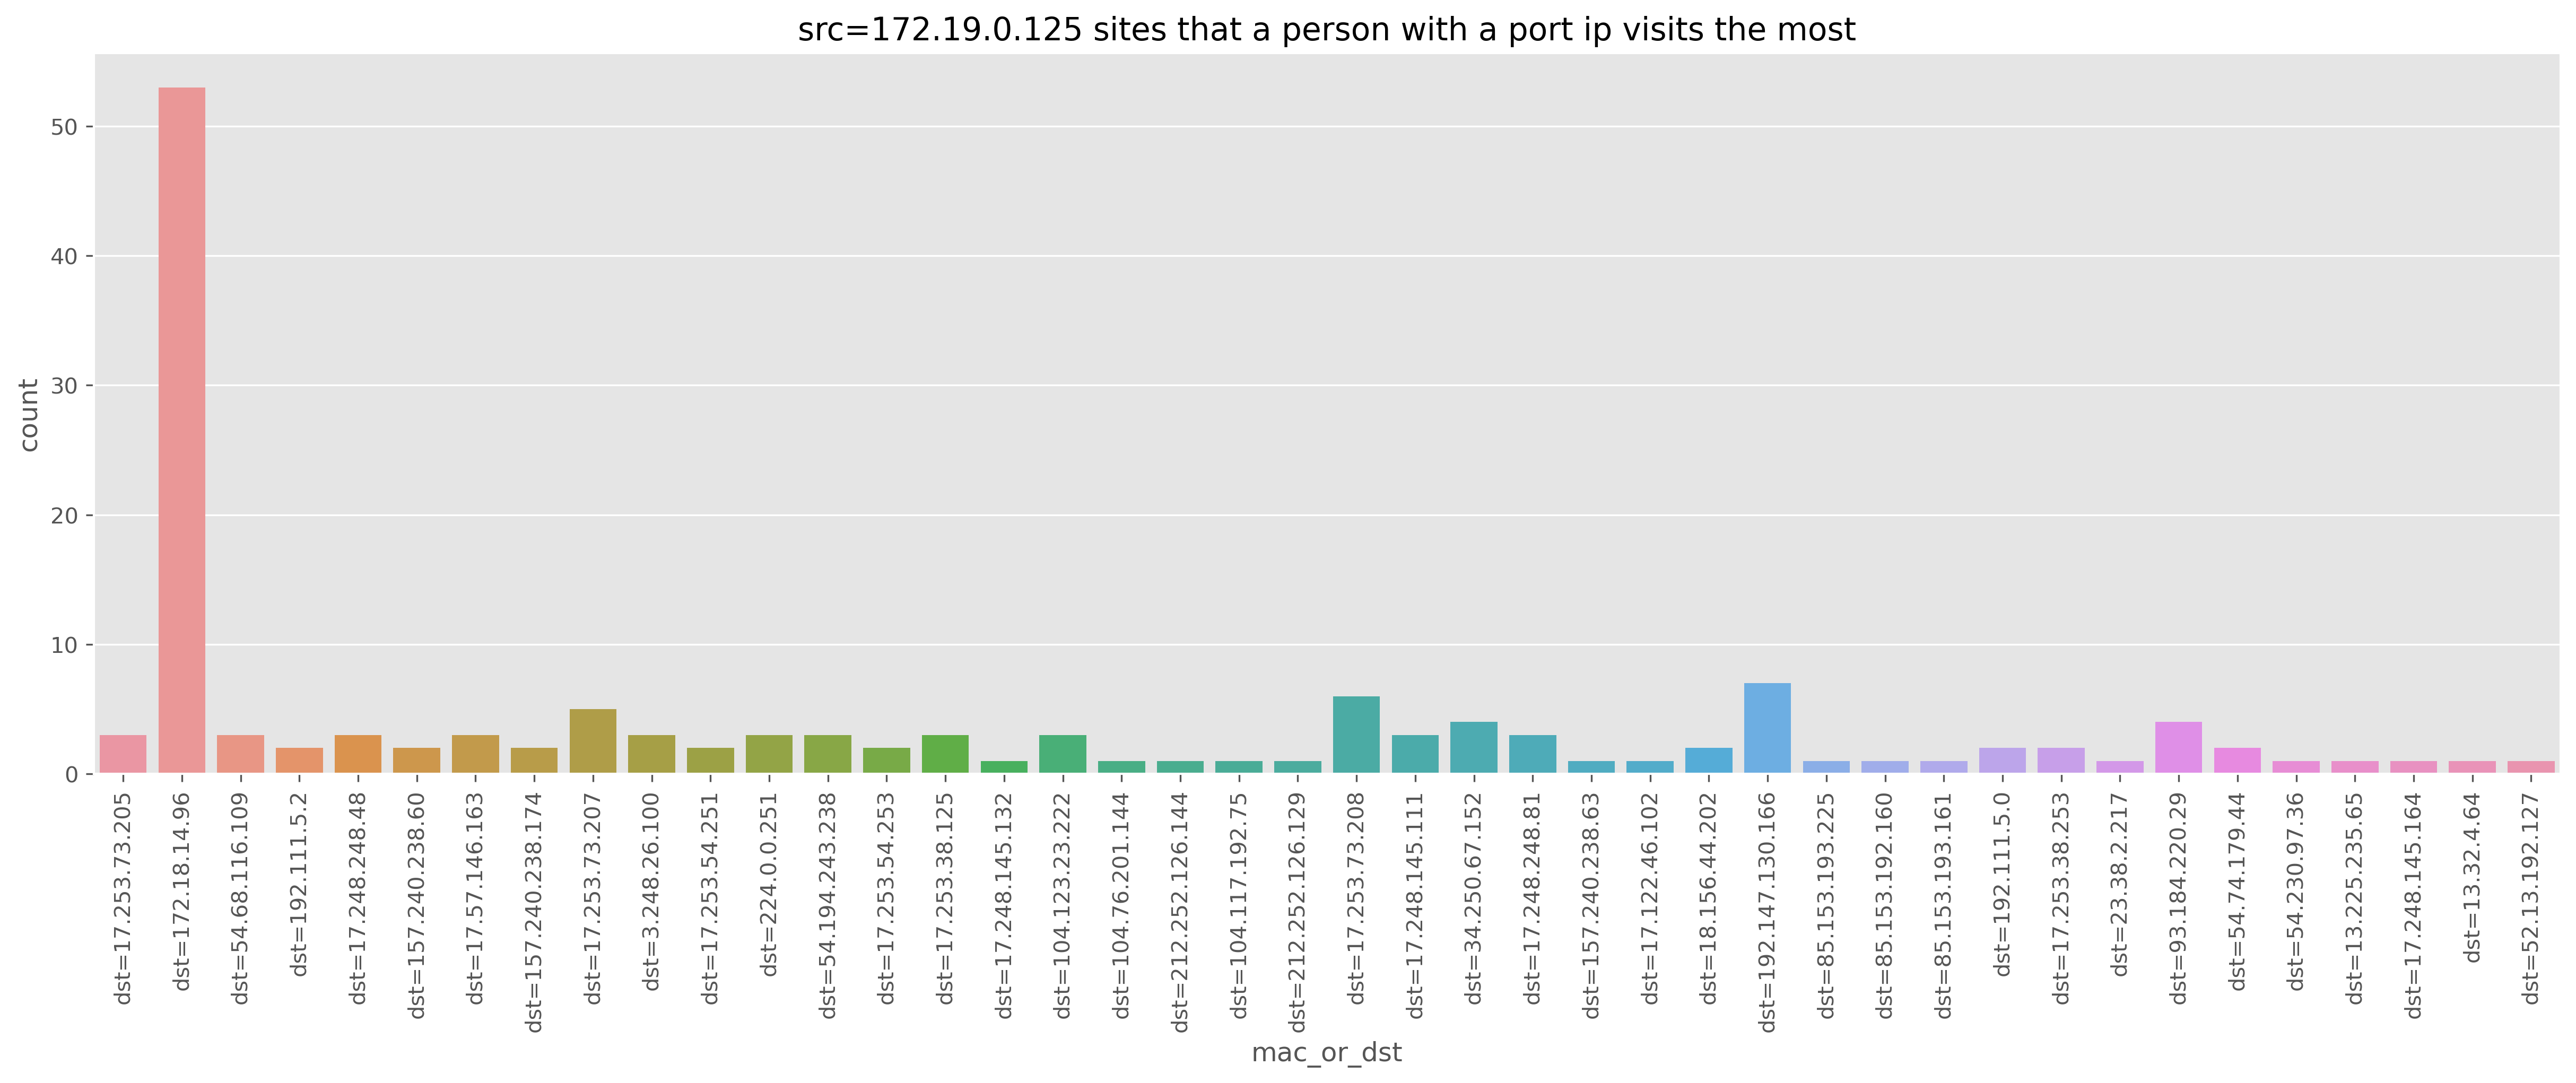 src=172.19.0.125 sites that a person with a port ip visits the most
count
50
40
30
20
10
0
dst=17.253.73.205
dst=172.18.14.96
dst=54.68.116.109
dst=192.111.5.2
dst=17.248.248.48
dst=157.240.238.60
dst=17.57.146.163
dst=157.240.238.174
dst=17.253.73.207
dst=3.248.26.100
dst=17.253.54.251
dst=224.0.0.251
dst=54.194.243.238
dst=17.253.54.253
dst=17.253.38.125
dst=17.248.145.132
dst=104.123.23.222
dst=104.76.201.144
dst=212.252.126.144
dst=104.117.192.75
dst=212.252.126.129
dst=17.253.73.208
dst=17.248.145.111
dst=34.250.67.152
dst=17.248.248.81
dst=157.240.238.63
dst=17.122.46.102
dst=18.156.44.202
dst=192.147.130.166
dst=85.153.193.225
dst=85.153.192.160
dst=85.153.193.161
dst=192.111.5.0
dst=17.253.38.253
dst=23.38.2.217
dst=93.184.220.29
dst=54.74.179.44
dst=54.230.97.36
dst=13.225.235.65
dst=17.248.145.164
dst=13.32.4.64
dst=52.13.192.127
mac_or_dst